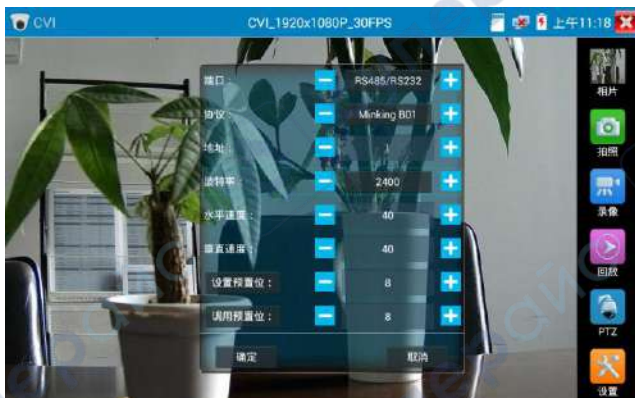 CVI
CVI_1920x1080P_30FPS
上午11:18
端口：
RS485/RS232
协议：
Minking B01
地址：
1
波特率：
2400
水平速度：
40
垂直速度：
40
设置预置位：
8
调用预置位：
8
确定
取消
相片
拍照
录像
回放
PTZ
设置